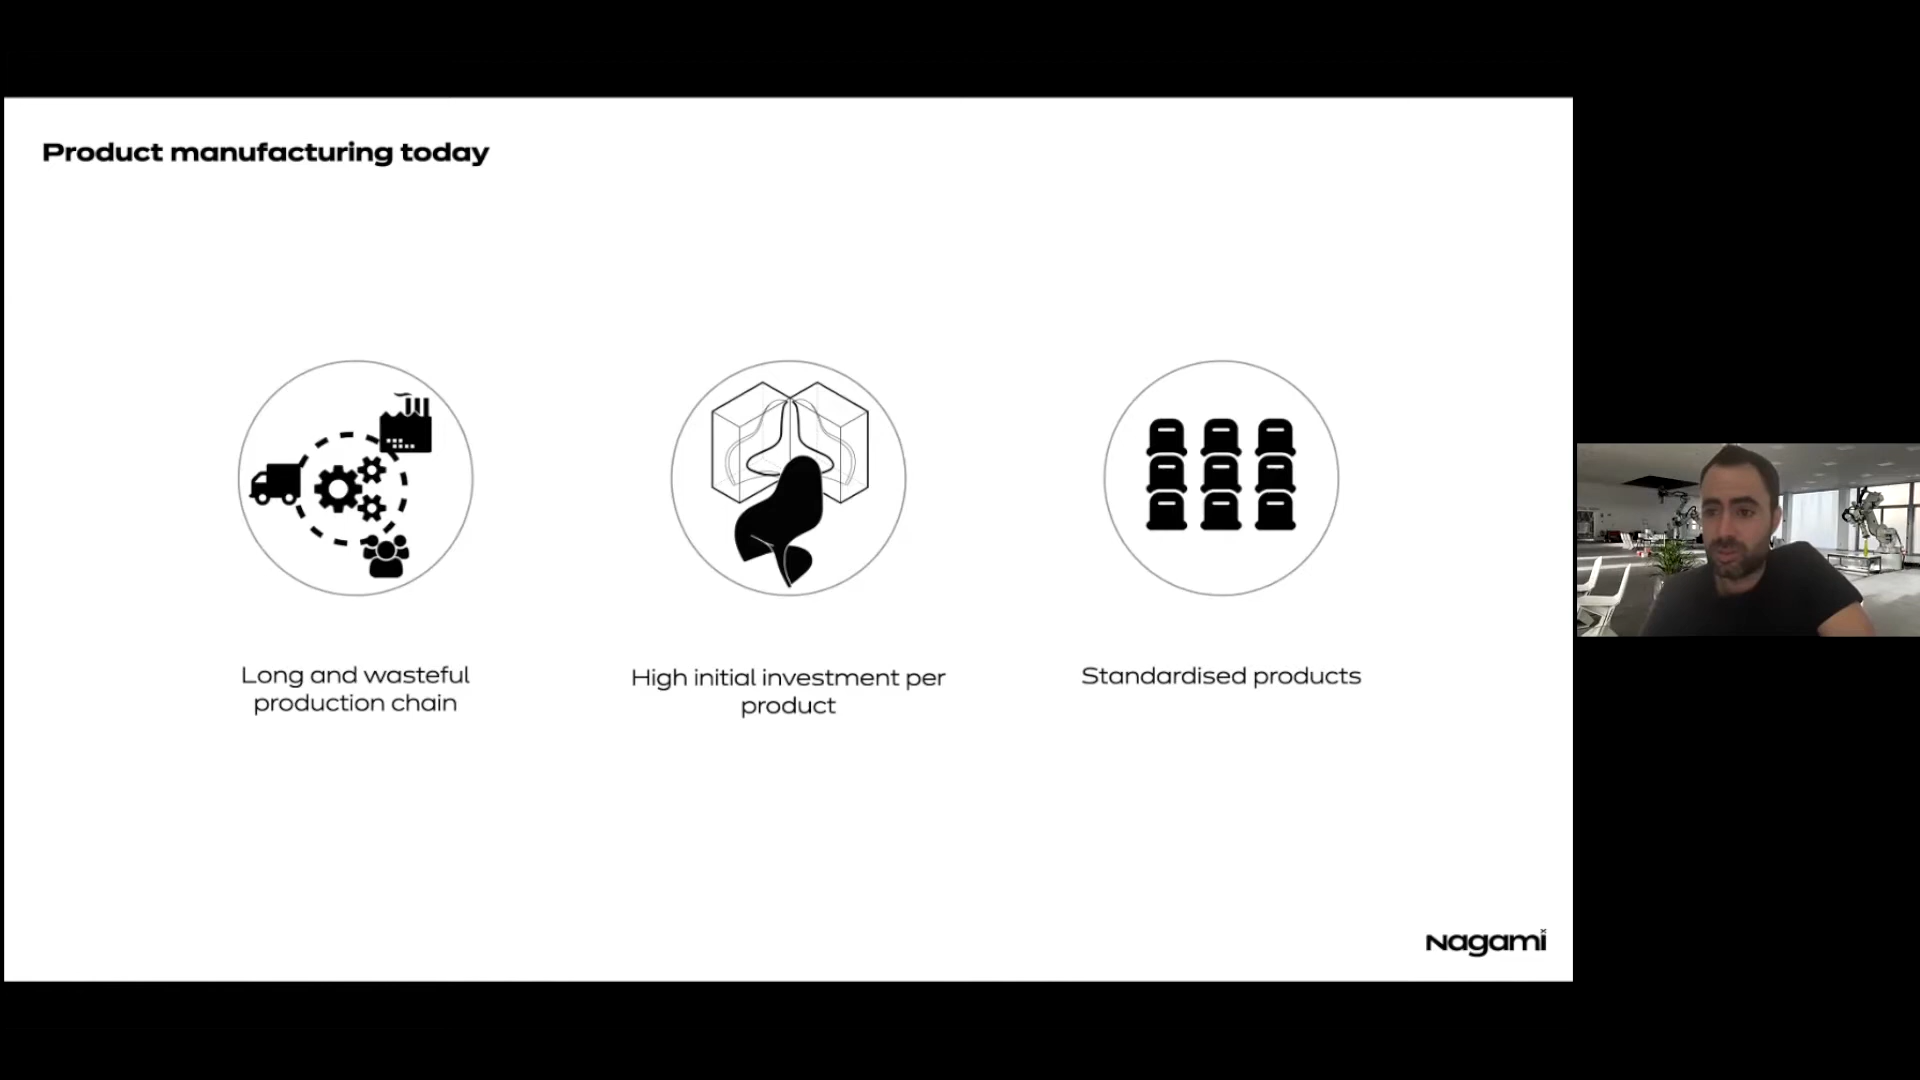 Product manufacturing today
Long and wasteful
production chain
High initial investment per
product
Standardised products
Nagami